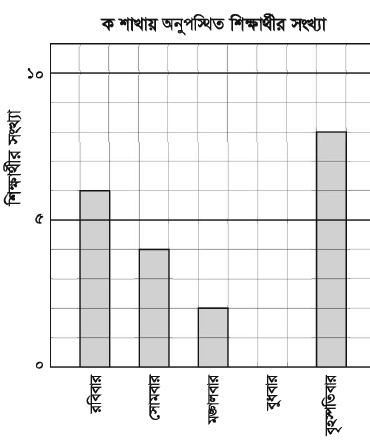 ক শাখায় অনুপস্থিত শিক্ষার্থীর সংখ্যা
শিক্ষার্থীর সংখ্যা
১০
৫
০
রবিবার
সোমবার
মঙ্গলবার
বুধবার
বৃহস্পতিবার